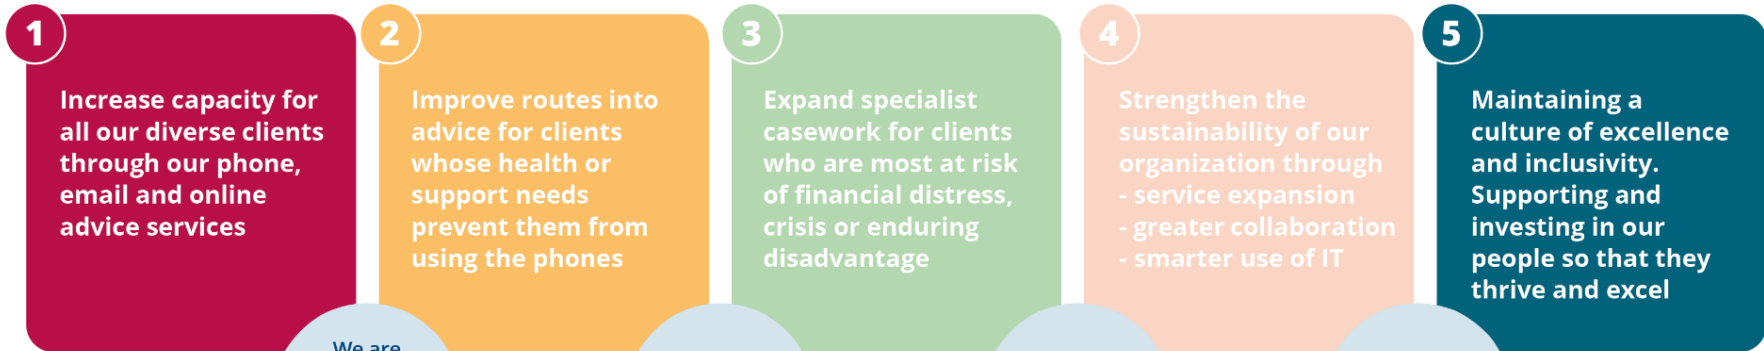 1
Increase capacity for
all our diverse clients
through our phone,
email and online
advice services
2
Improve routes into
advice for clients
whose health or
support needs
prevent them from
using the phones
3
Expand specialist
casework for clients
who are most at risk
of financial distress,
crisis or enduring
disadvantage
4
Strengthen the
sustainability of our
organization through
- service expansion
- greater collaboration
- smarter use of IT
5
Maintaining a
culture of excellence
and inclusivity.
Supporting and
investing in our
people so that they
thrive and excel
We are